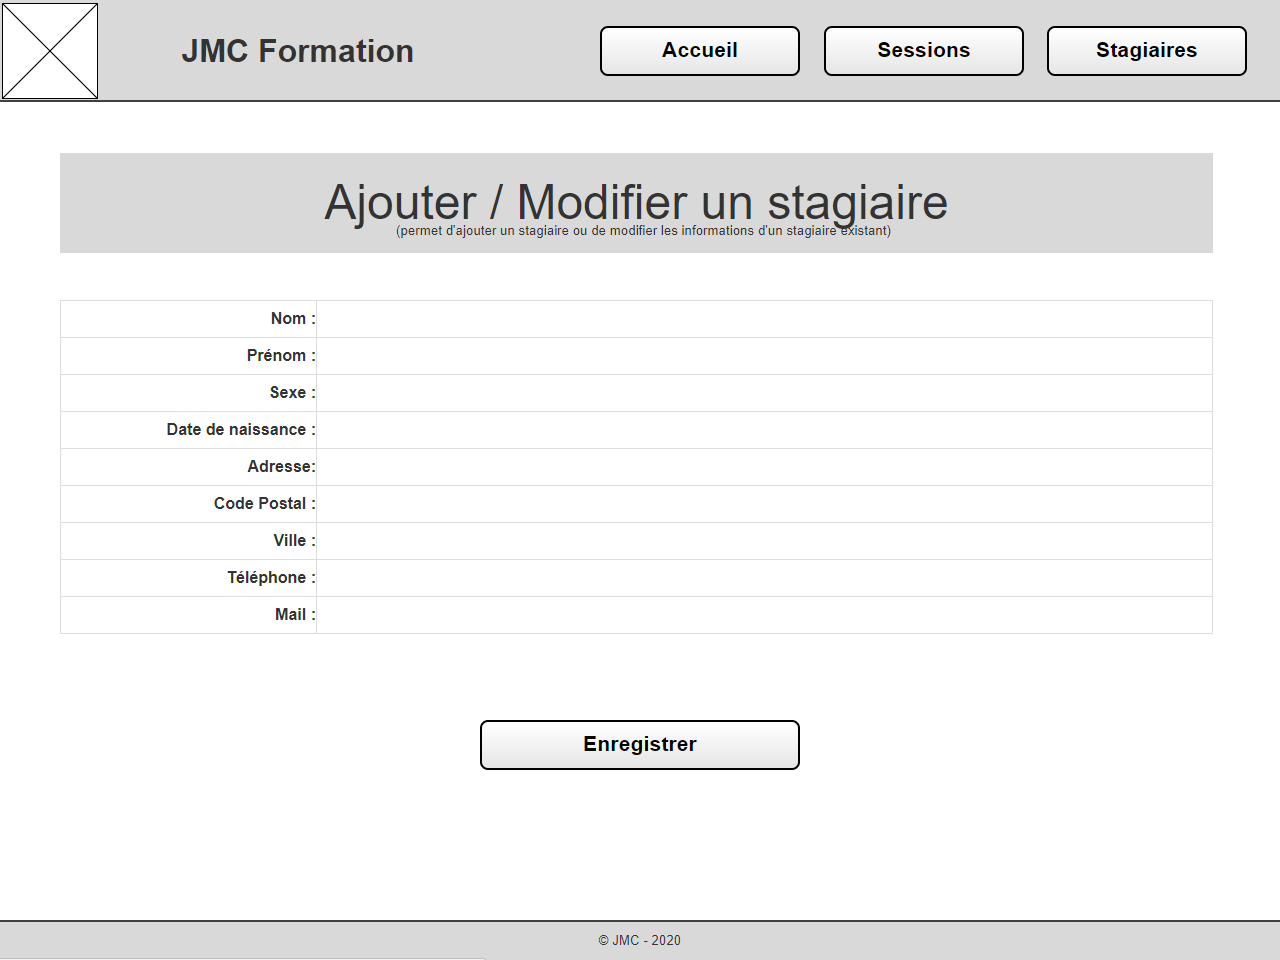 JMC Formation
Accueil
Sessions
Stagiaires
Ajouter / Modifier un stagiaire
(permet d'ajouter un stagiaire ou de modifier les informations d'un stagiaire existant)
Nom :
Prénom :
Sexe :
Date de naissance :
Adresse:
Code Postal :
Ville :
Téléphone :
Mail :
Enregistrer
© JMC - 2020